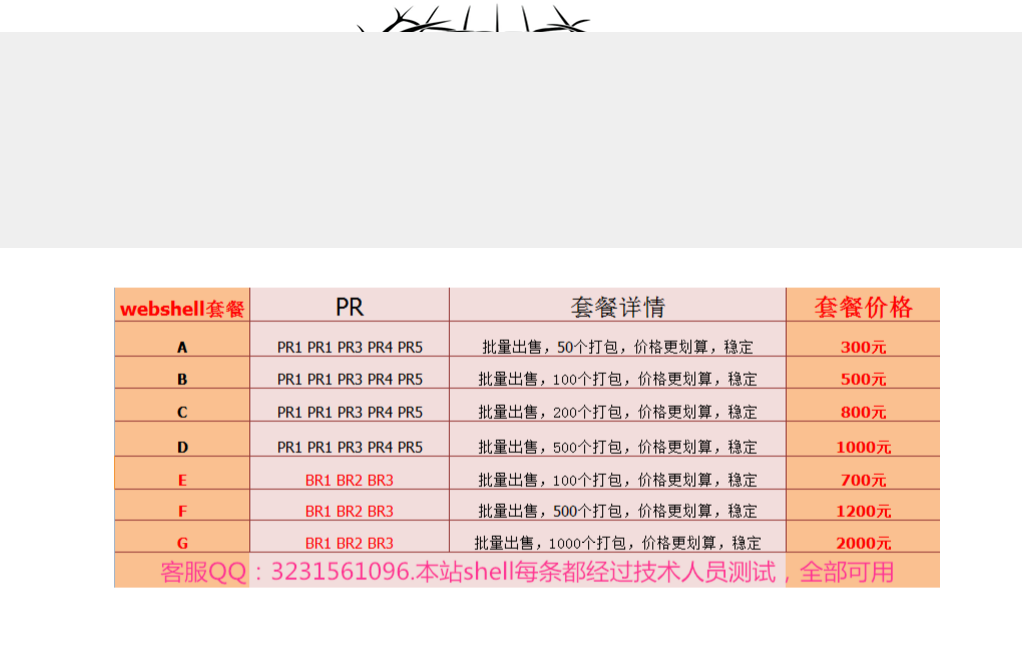 webshell套餐 PR 套餐详情 套餐价格
A PR1 PR1 PR3 PR4 PR5 批量出售，50个打包，价格更划算，稳定 300元
B PR1 PR1 PR3 PR4 PR5 批量出售，100个打包，价格更划算，稳定 500元
C PR1 PR1 PR3 PR4 PR5 批量出售，200个打包，价格更划算，稳定 800元
D PR1 PR1 PR3 PR4 PR5 批量出售，500个打包，价格更划算，稳定 1000元
E BR1 BR2 BR3 批量出售，100个打包，价格更划算，稳定 700元
F BR1 BR2 BR3 批量出售，500个打包，价格更划算，稳定 1200元
G BR1 BR2 BR3 批量出售，1000个打包，价格更划算，稳定 2000元
客服QQ：3231561096.本站shell每条都经过技术人员测试，全部可用